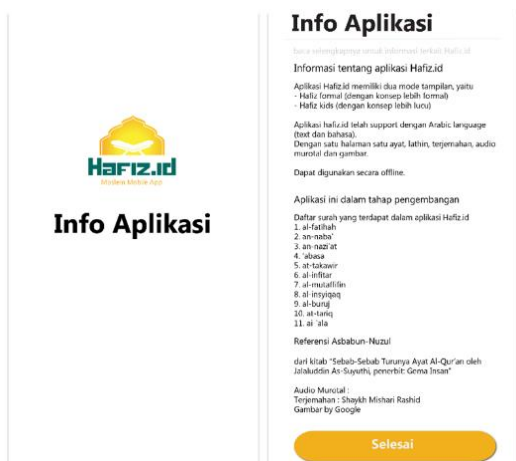 Hafiz.id
Moslem Mobile App
Info Aplikasi
Info Aplikasi
baca selengkapnya untuk informasi terkait Hafiz.id
Informasi tentang aplikasi Hafiz.id
Aplikasi Hafiz.id memiliki dua mode tampilan, yaitu
- Hafiz formal (dengan konsep lebih formal)
- Hafiz kids (dengan konsep lebih lucu)
Aplikasi hafiz.id telah support dengan Arabic language
(text dan bahasa).
Dengan satu halaman satu ayat, lathin, terjemahan, audio
murotal dan gambar.
Dapat digunakan secara offline.
Aplikasi ini dalam tahap pengembangan
Daftar surah yang terdapat dalam aplikasi Hafiz.id
1. al-fatihah
2. an-naba'
3. an-nazi'at
4. 'abasa
5. at-takawir
6. al-infitar
7. al-mutaffifin
8. al-insyiqaq
9. al-buruj
10. at-tariq
11. al 'ala
Referensi Asbabun-Nuzul
dari kitab "Sebab-Sebab Turunya Ayat Al-Qur'an oleh
Jalaluddin As-Suyuthi, penerbit: Gema Insan"
Audio Murotal :
Terjemahan : Shaykh Mishari Rashid
Gambar by Google
Selesai